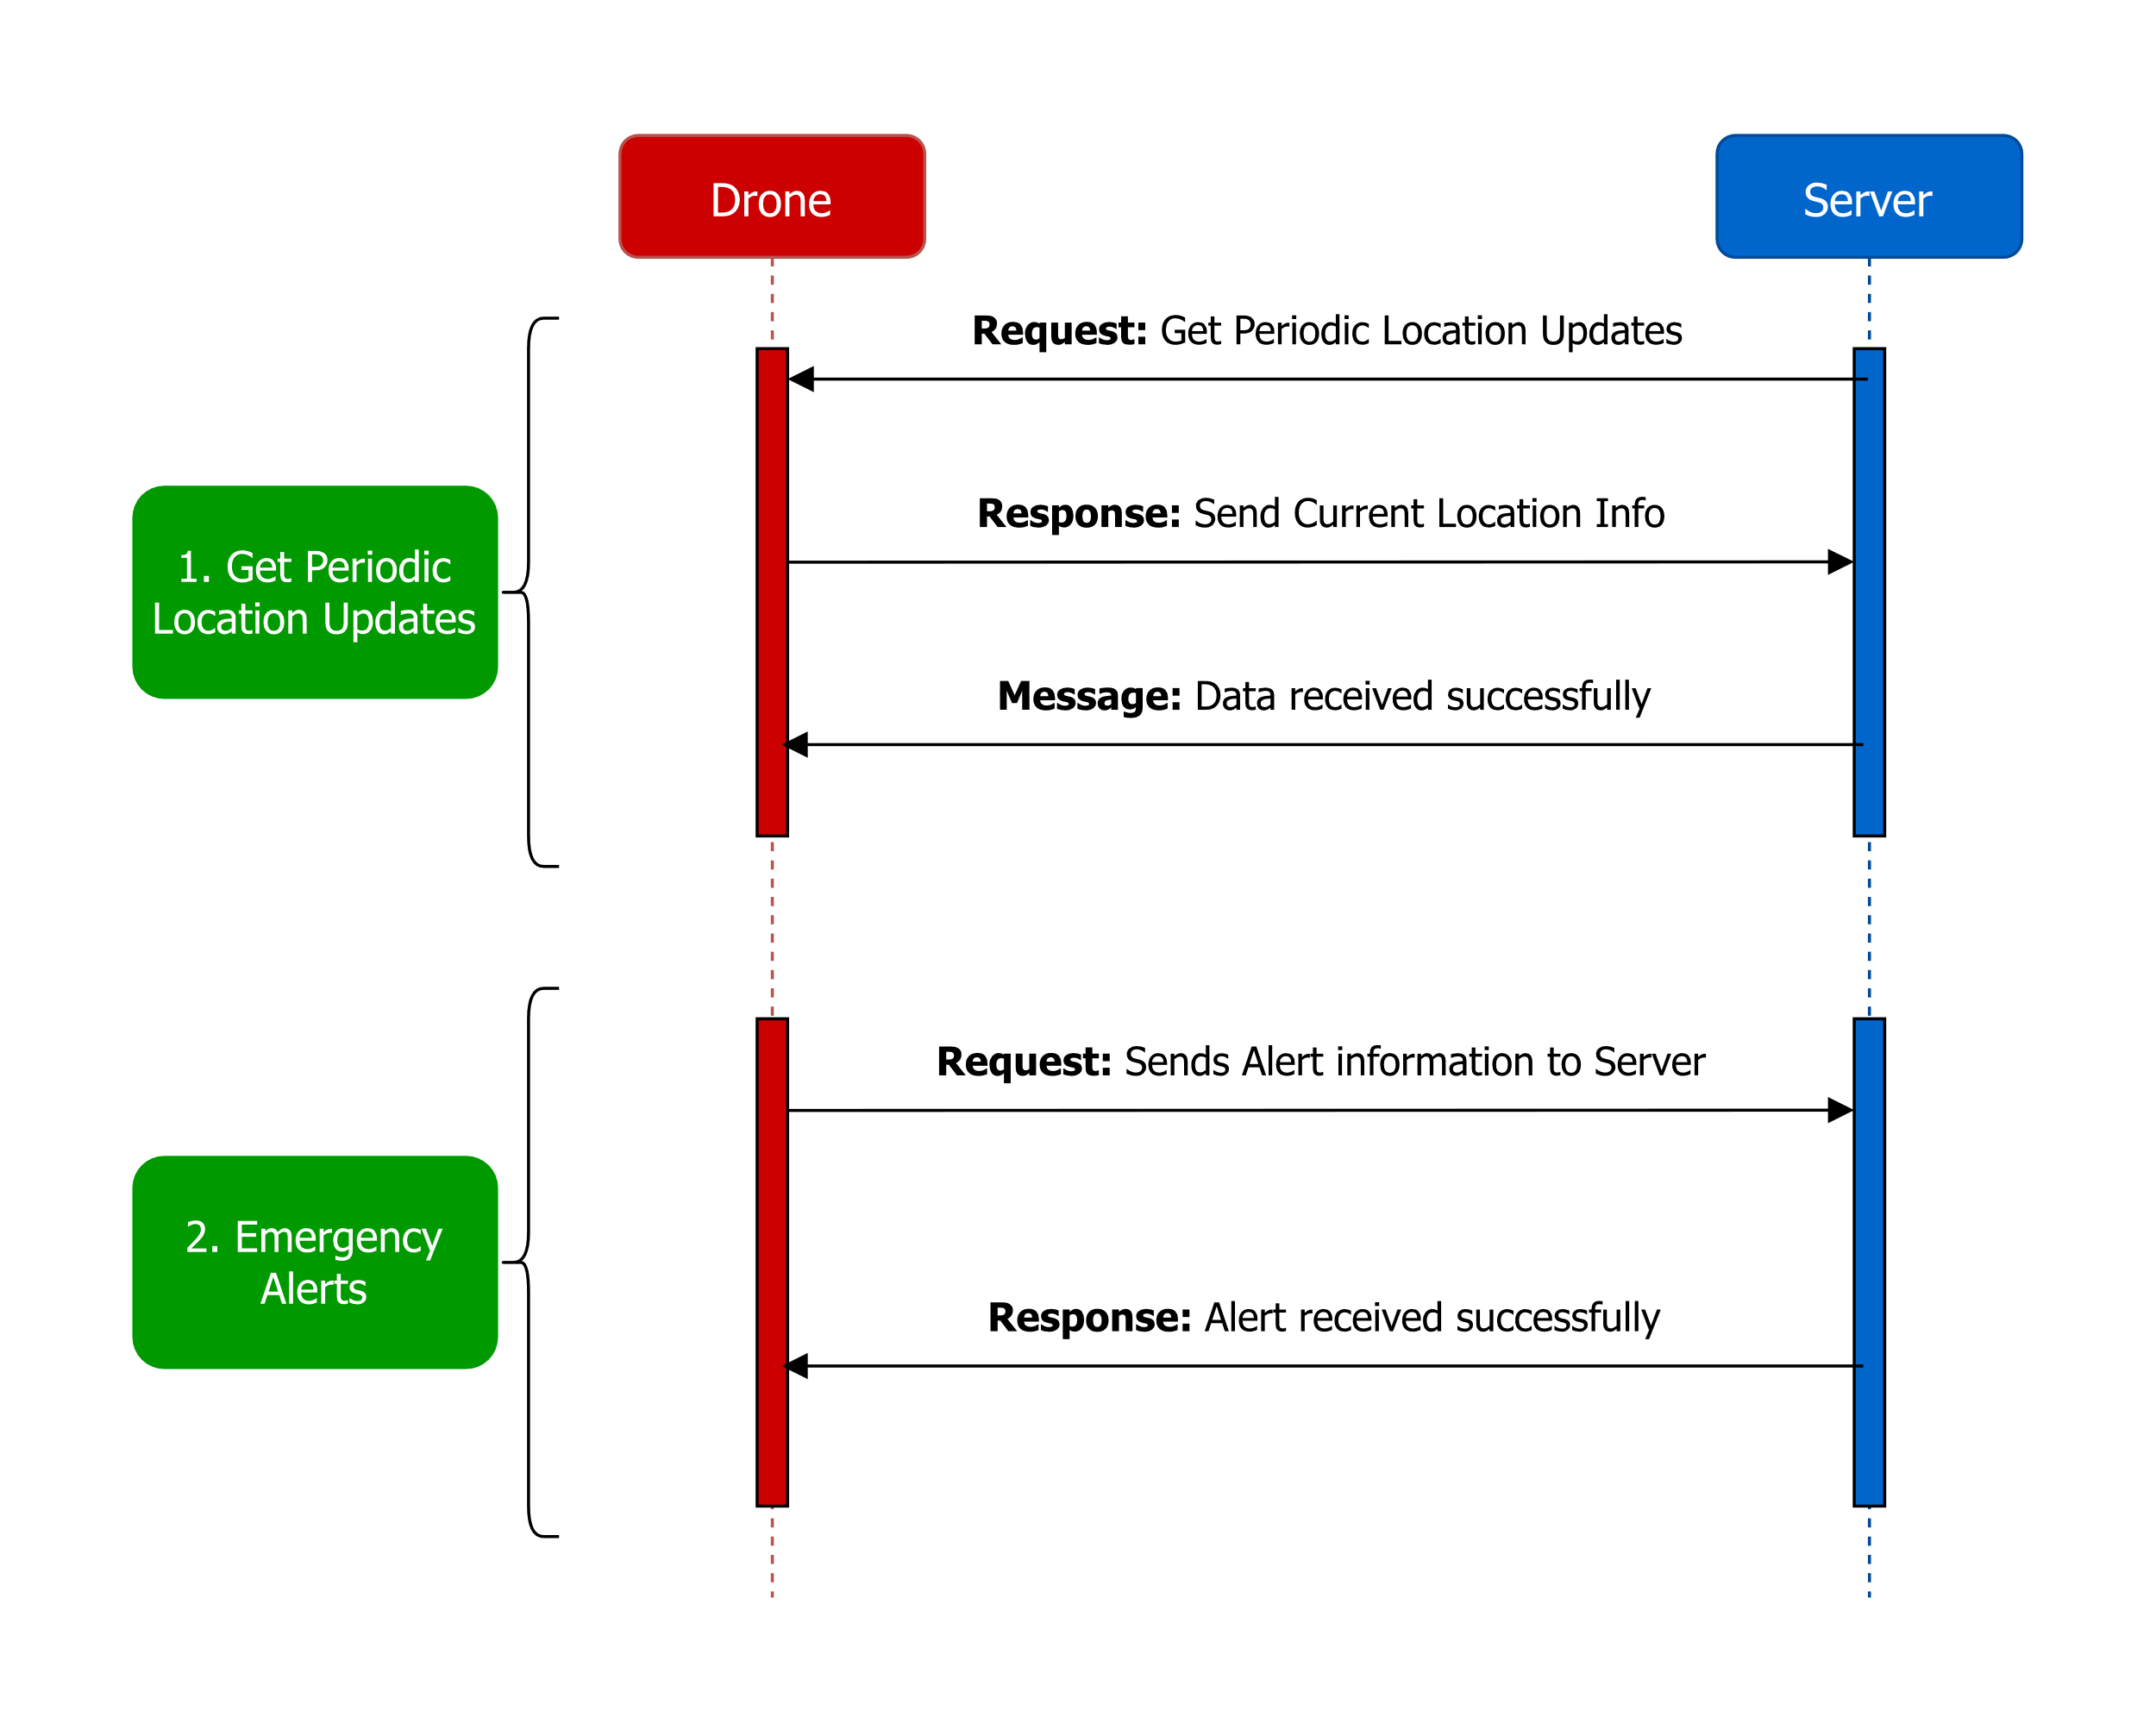 Drone
Server
Request: Get Periodic Location Updates
Response: Send Current Location Info
1. Get Periodic
Location Updates
Message: Data received successfully
Request: Sends Alert information to Server
2. Emergency
Alerts
Response: Alert received successfully